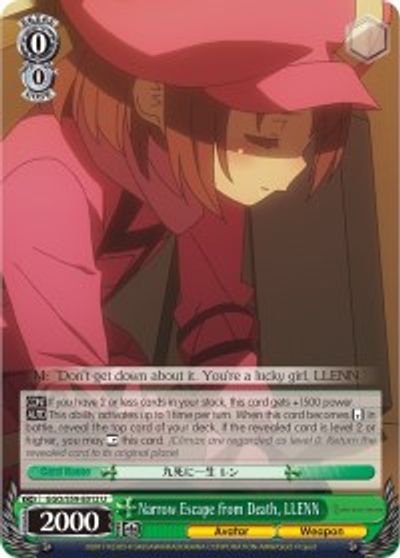 LEVEL
0
0
COST
M: "Don't get down about it. You're a lucky girl, LLENN.
CONT If you have 2 or less cards in your stock, this card gets +1500 power.
AUTO This ability activates up to 1 time per turn. When this card becomes in
battle, reveal the top card of your deck. If the revealed card is level 2 or
higher, you may this card. (Climax are regarded as level 0. Return the
revealed card to its original place)
Card Name 九死に一生 レン
Narrow Escape from Death, LLENN
2000
Avatar Weapon